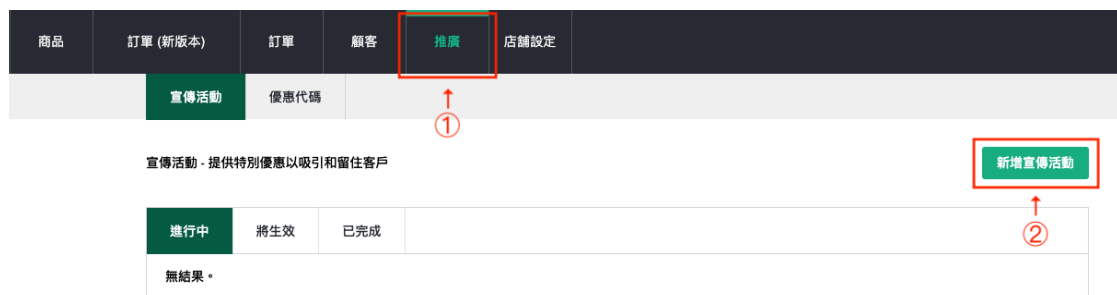 商品 訂單 (新版本) 訂單 顧客 推廣 店舖設定
宣傳活動 優惠代碼
①
宣傳活動 - 提供特別優惠以吸引和留住客戶 新增宣傳活動
進行中 將生效 已完成
②
無結果。